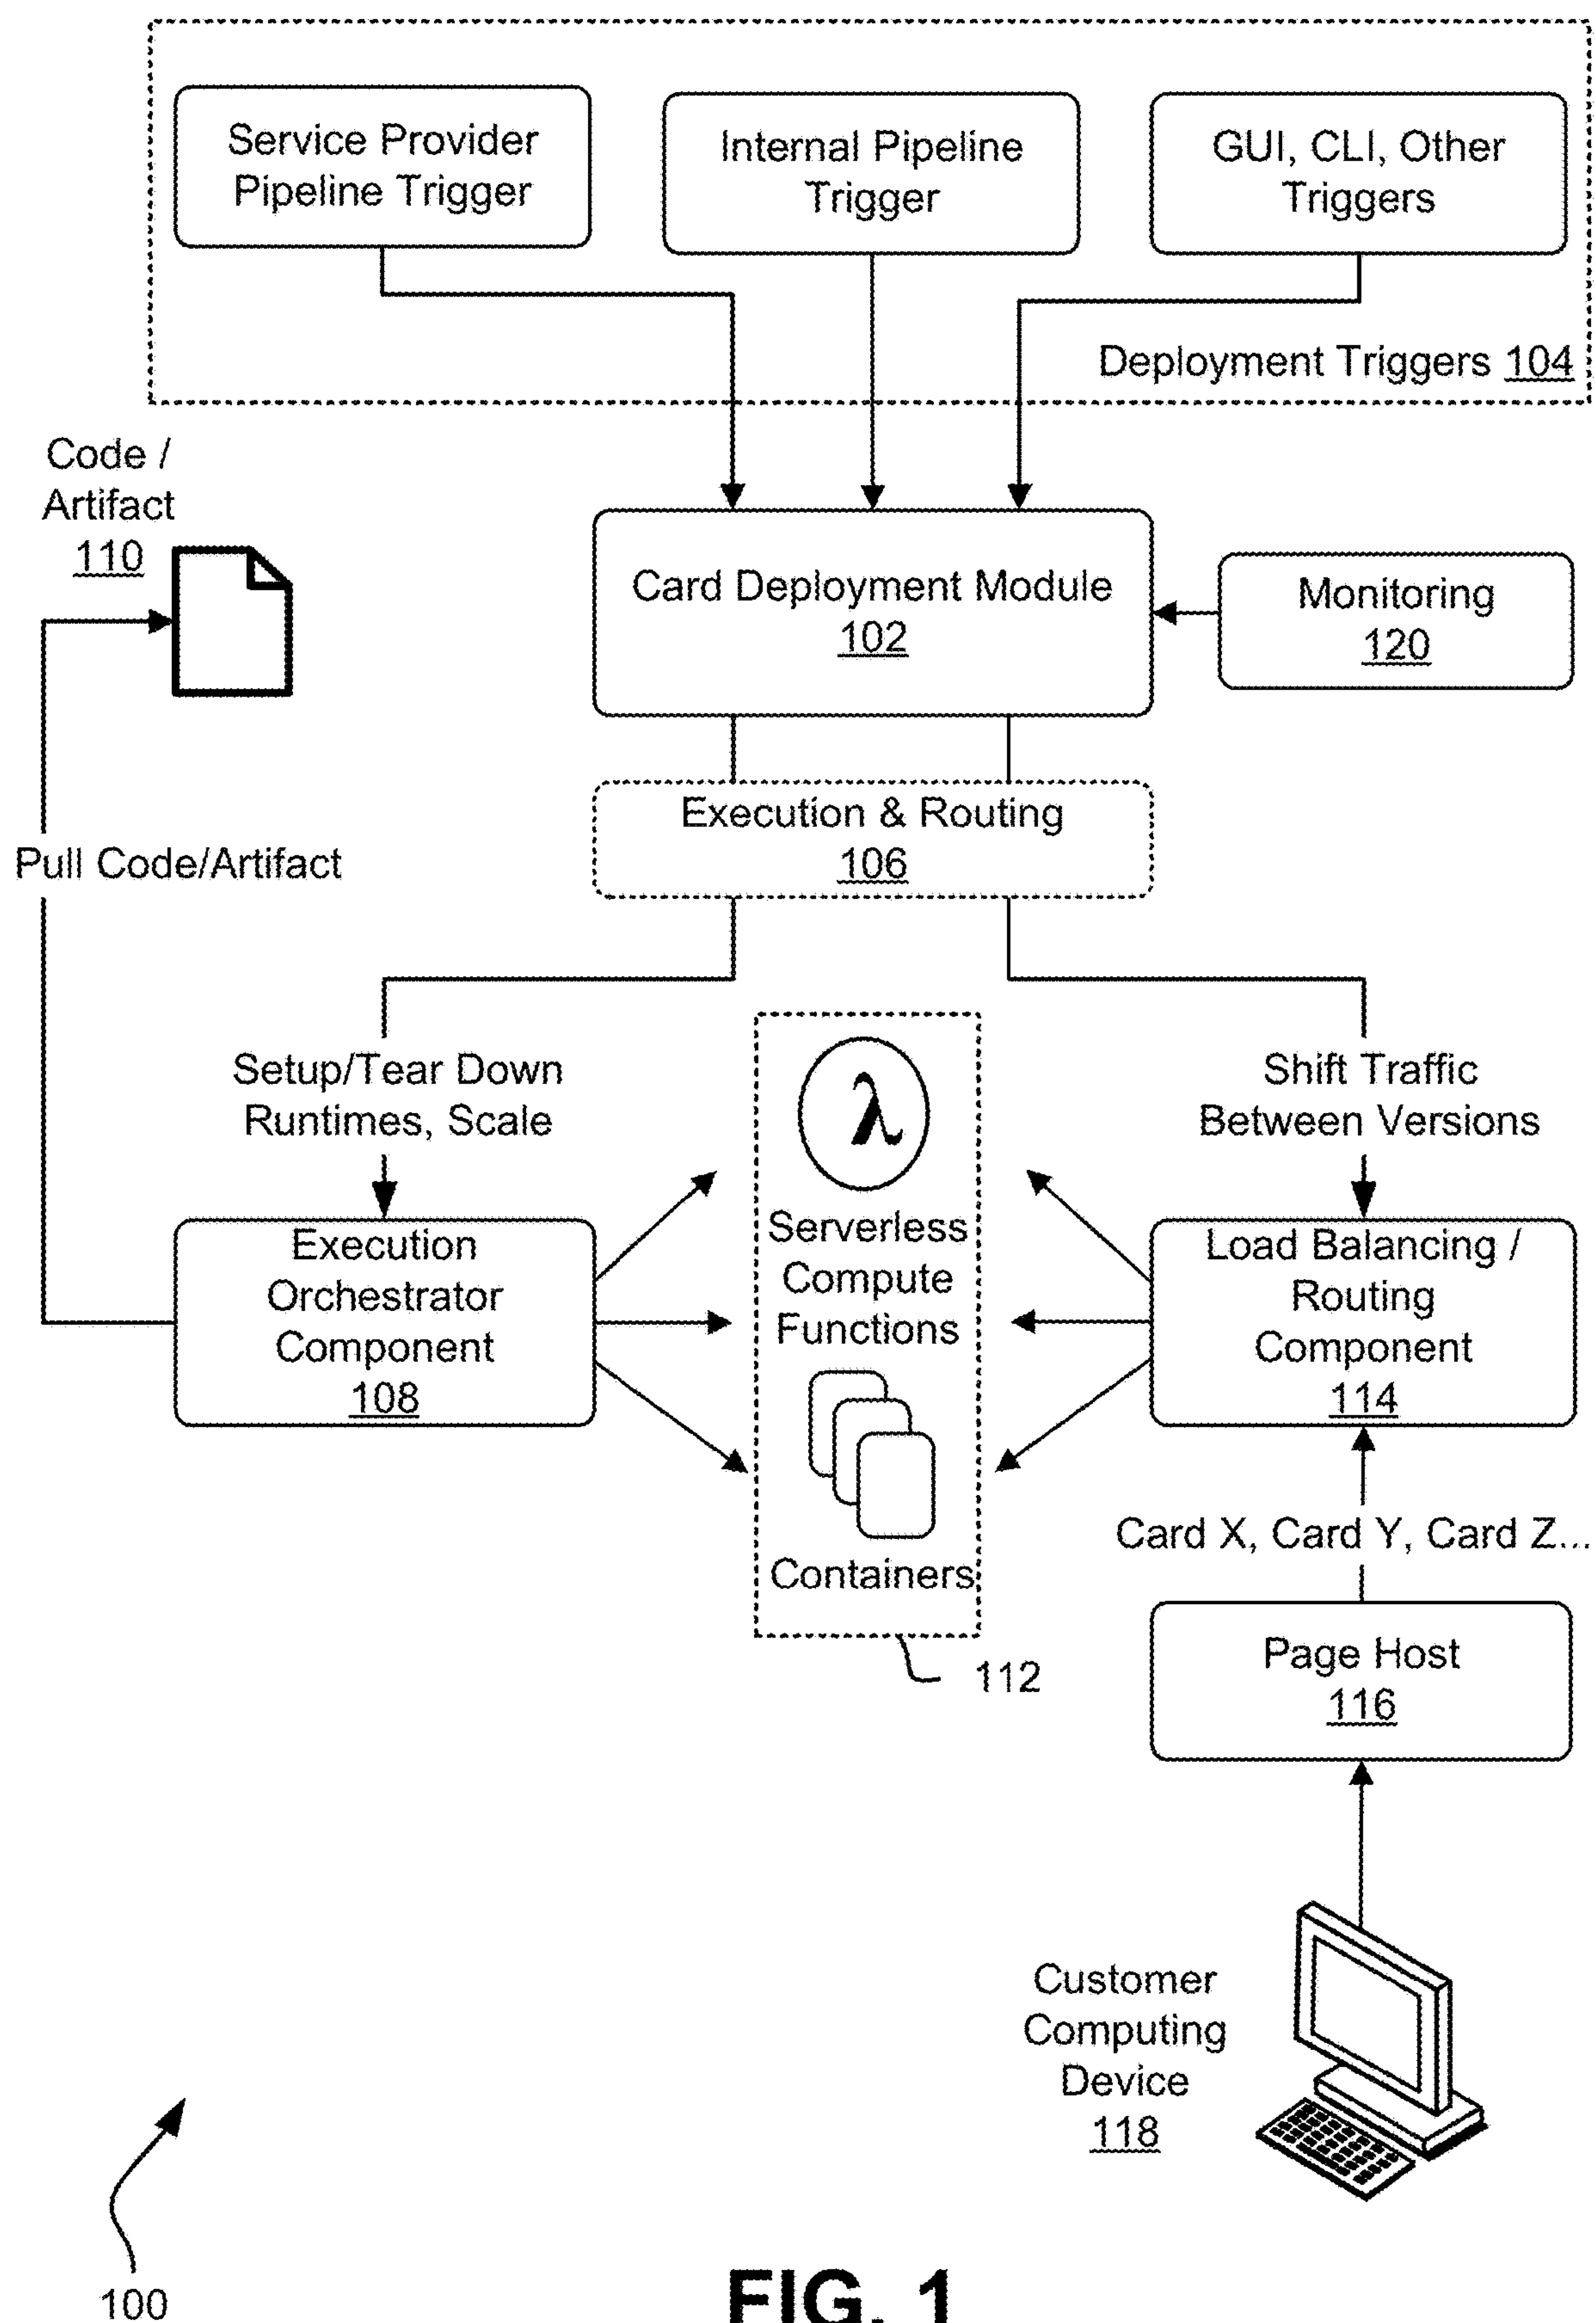 Service Provider
Pipeline Trigger
Internal Pipeline
Trigger
GUI, CLI, Other
Triggers
Deployment Triggers 104
Code /
Artifact
110
Card Deployment Module
102
Monitoring
120
Execution & Routing
106
Pull Code/Artifact
Setup/Tear Down
Runtimes, Scale
Shift Traffic
Between Versions
λ
Serverless
Compute
Functions
Containers
112
Execution
Orchestrator
Component
108
Load Balancing /
Routing
Component
114
Card X, Card Y, Card Z...
Page Host
116
Customer
Computing
Device
118
100
FIG. 1